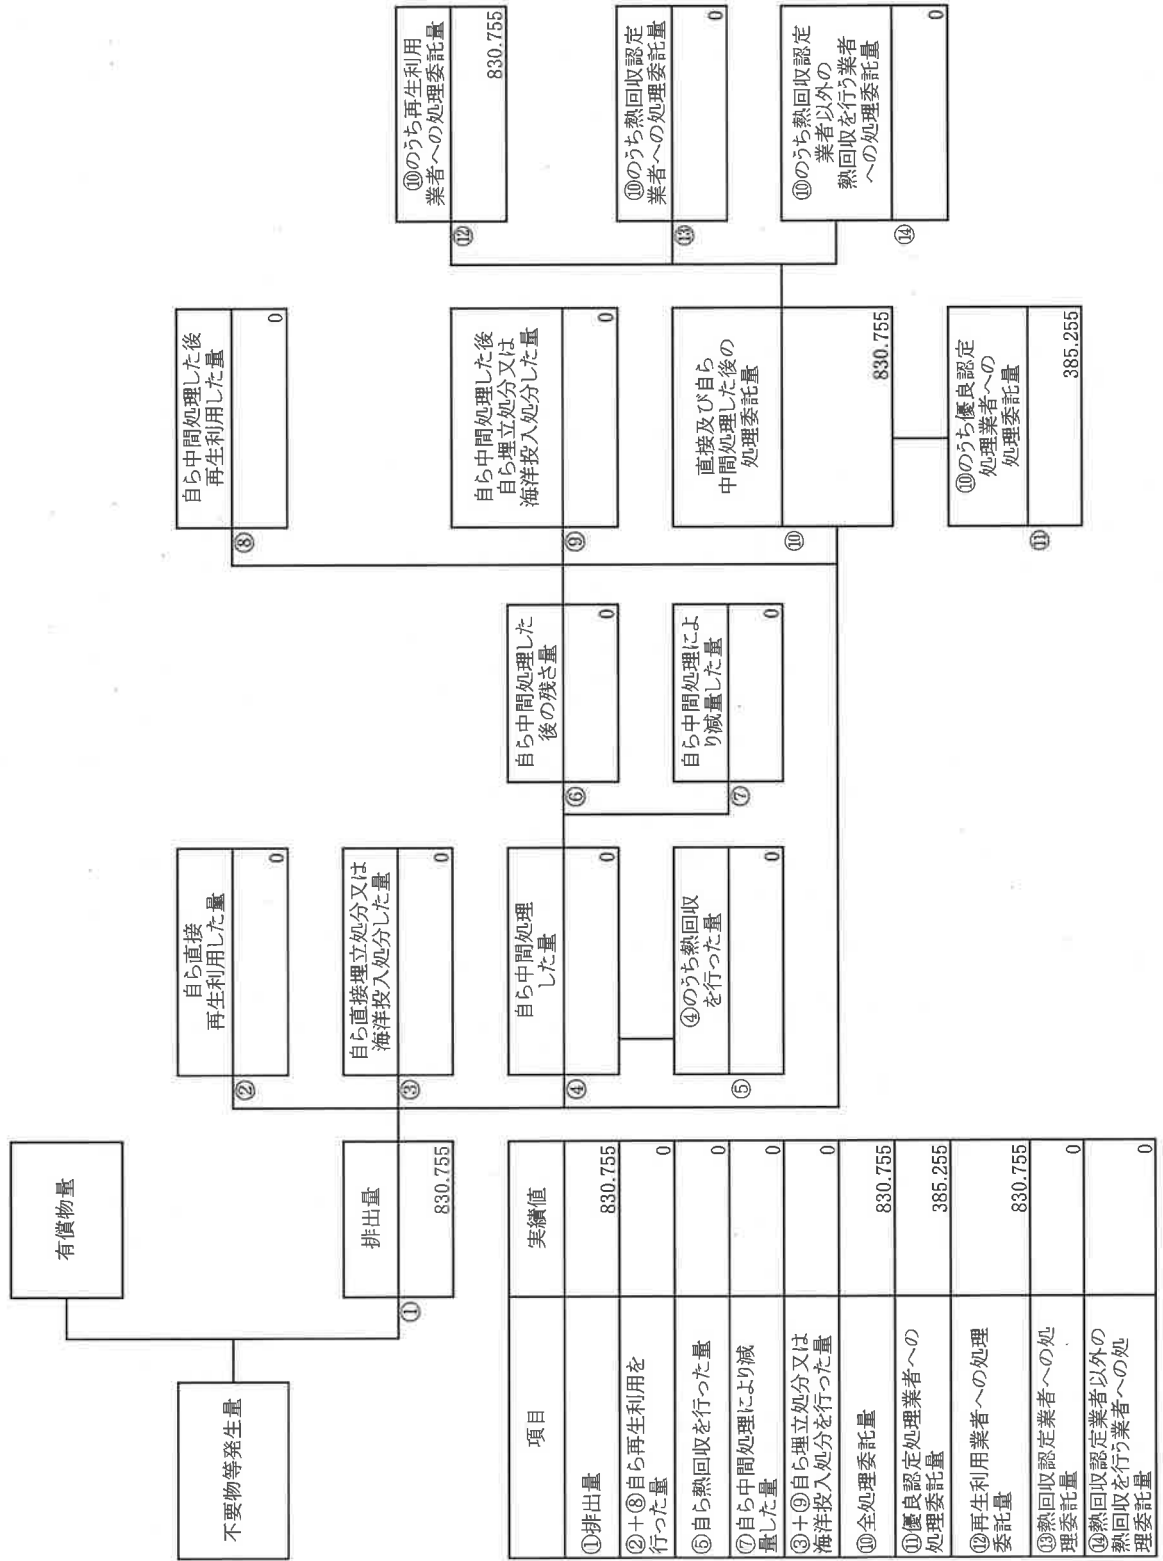 有償物量
不要物等発生量
①
排出量
830.755
②
自ら直接
再生利用した量
0
③
自ら直接埋立処分又は
海洋投入処分した量
0
④
自ら中間処理
した量
0
⑤
④のうち熱回収
を行った量
0
⑥
自ら中間処理した
後の残さ量
0
⑦
自ら中間処理によ
り減量した量
0
⑧
自ら中間処理した後
再生利用した量
0
⑨
自ら中間処理した後
自ら埋立処分又は
海洋投入処分した量
0
⑩
直接及び自ら
中間処理した後の
処理委託量
830.755
⑪
⑩のうち優良認定
処理業者への
処理委託量
385.255
⑫
⑩のうち再生利用
業者への処理委託量
830.755
⑬
⑩のうち熱回収認定
業者への処理委託量
0
⑭
⑩のうち熱回収認定
業者以外の
熱回収を行う業者
への処理委託量
0
項目 実績値
①排出量 830.755
②+⑧自ら再生利用を
行った量 0
⑤自ら熱回収を行った量 0
⑦自ら中間処理により減
量した量 0
③+⑨自ら埋立処分又は
海洋投入処分を行った量 0
⑩全処理委託量 830.755
⑪優良認定処理業者への
処理委託量 385.255
⑫再生利用業者への処理
委託量 830.755
⑬熱回収認定業者への処
理委託量 0
⑭熱回収認定業者以外の
熱回収を行う業者への処
理委託量 0